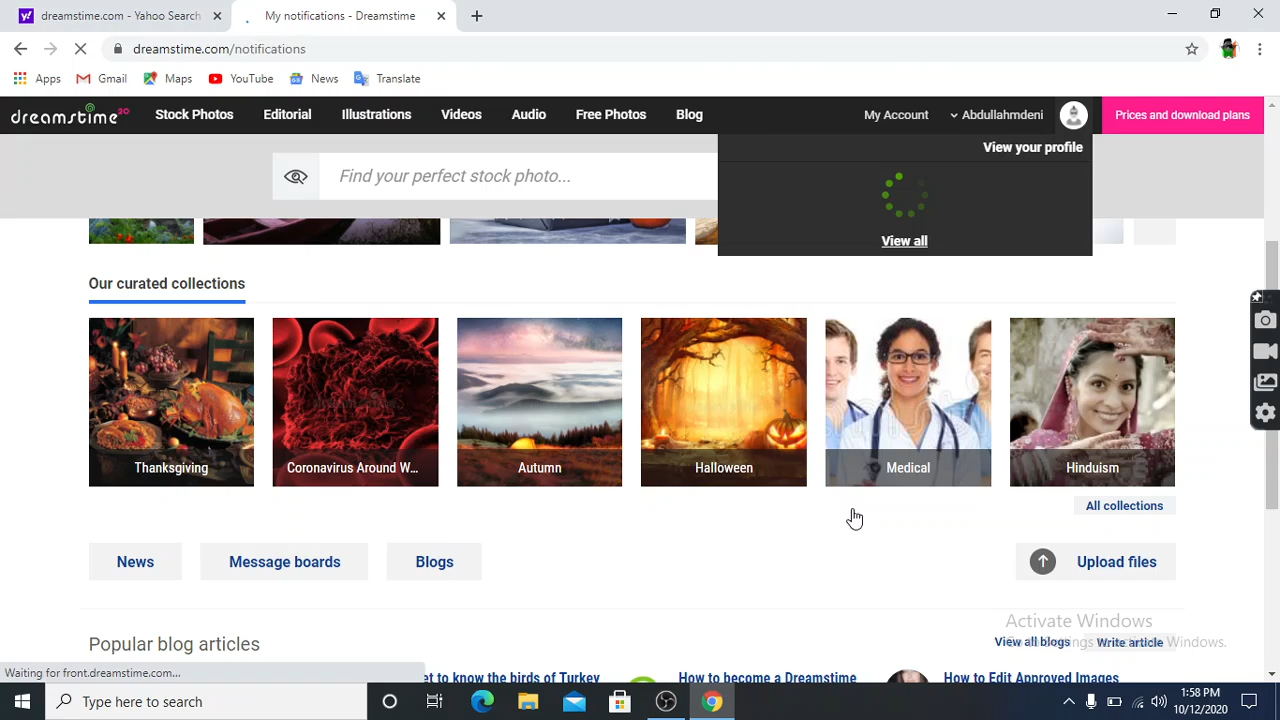 dreamstime.com - Yahoo Search
My notifications - Dreamstime
dreamstime.com/notifications
Apps
Gmail
Maps
YouTube
News
Translate
dreamstime 20
Stock Photos
Editorial
Illustrations
Videos
Audio
Free Photos
Blog
My Account
Abdullahmdeni
Prices and download plans
View your profile
Find your perfect stock photo...
View all
Our curated collections
Thanksgiving
Coronavirus Around W...
Autumn
Halloween
Medical
Hinduism
All collections
News
Message boards
Blogs
Upload files
Activate Windows
Popular blog articles
View all blogs
Write article
Windows.
Waiting for front.dreamstime.com...
et to know the birds of Turkey
How to become a Dreamstime
How to Edit Approved Images
Type here to search
1:58 PM
10/12/2020